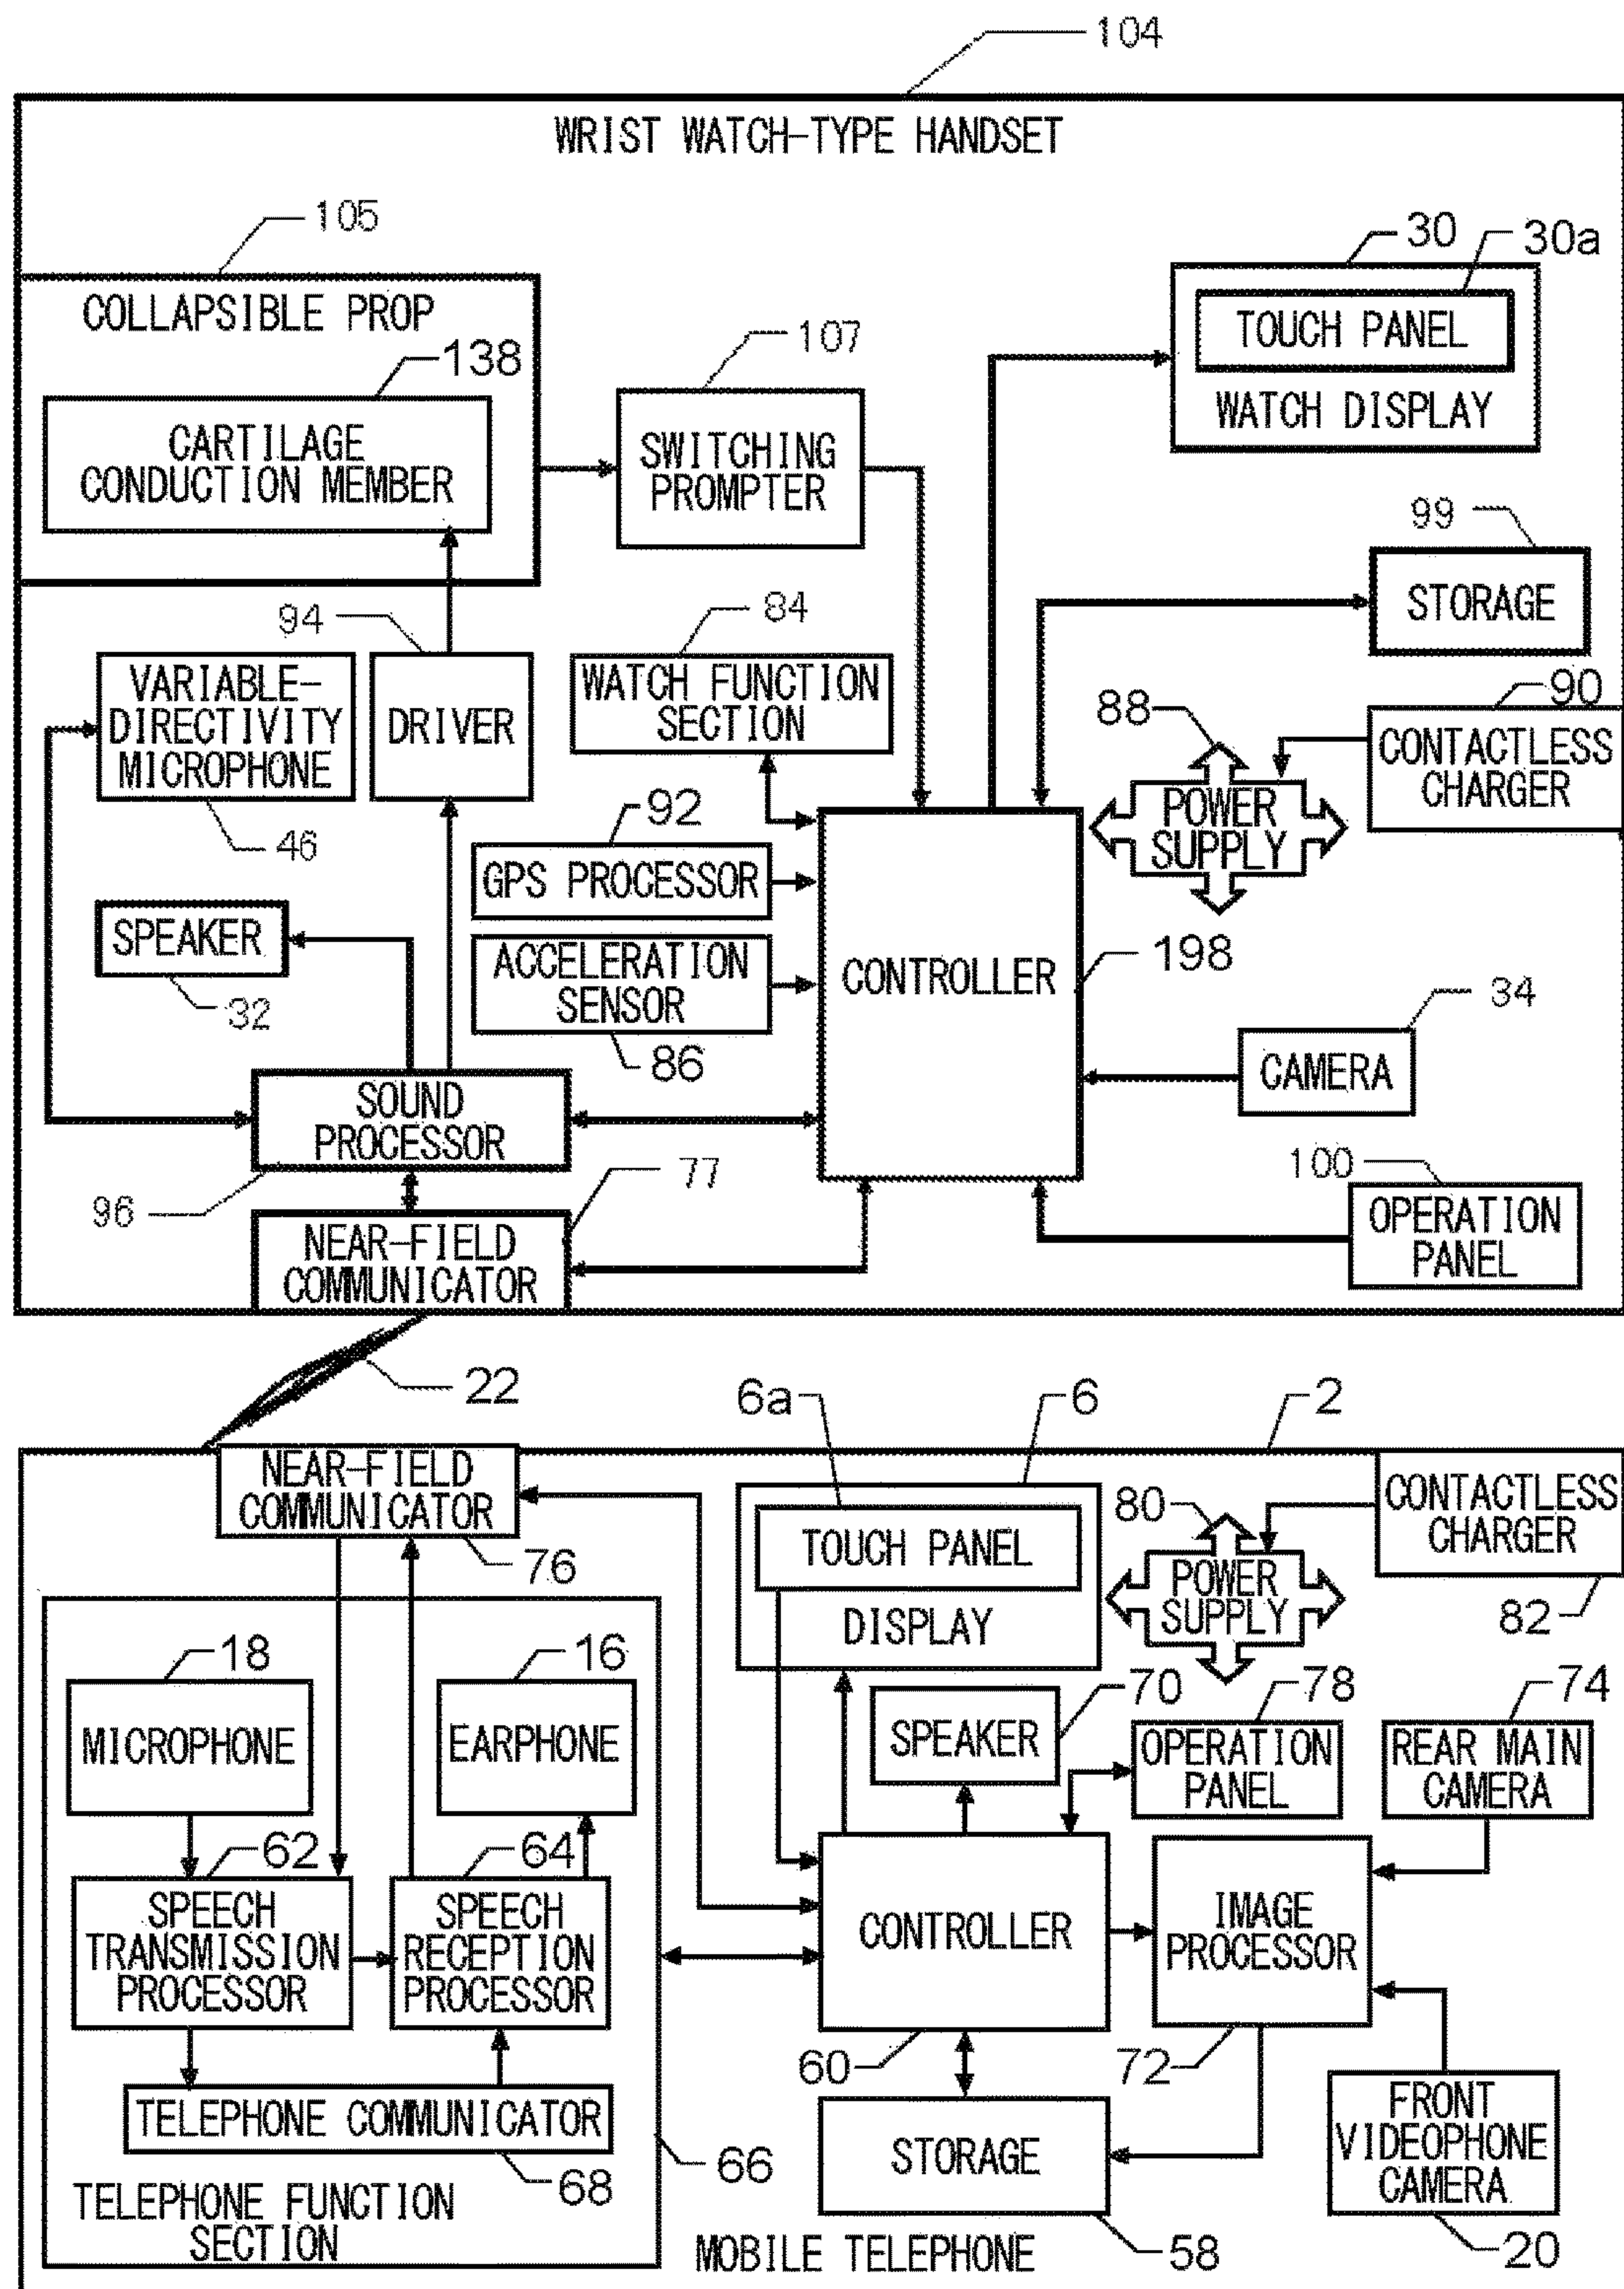 104
WRIST WATCH-TYPE HANDSET
105
COLLAPSIBLE PROP
138
CARTILAGE
CONDUCTION MEMBER
107
SWITCHING
PROMPTER
30
30a
TOUCH PANEL
WATCH DISPLAY
99
STORAGE
94
84
VARIABLE-
DIRECTIVITY
MICROPHONE
46
DRIVER
WATCH FUNCTION
SECTION
88
POWER
SUPPLY
90
CONTACTLESS
CHARGER
92
GPS PROCESSOR
SPEAKER
32
ACCELERATION
SENSOR
86
CONTROLLER
198
34
CAMERA
SOUND
PROCESSOR
96
77
NEAR-FIELD
COMMUNICATOR
100
OPERATION
PANEL
22
6a
6
2
NEAR-FIELD
COMMUNICATOR
76
TOUCH PANEL
DISPLAY
80
POWER
SUPPLY
CONTACTLESS
CHARGER
82
18
MICROPHONE
16
EARPHONE
70
SPEAKER
78
OPERATION
PANEL
74
REAR MAIN
CAMERA
62
SPEECH
TRANSMISSION
PROCESSOR
64
SPEECH
RECEPTION
PROCESSOR
CONTROLLER
60
IMAGE
PROCESSOR
72
TELEPHONE COMMUNICATOR
68
66
TELEPHONE FUNCTION
SECTION
STORAGE
58
FRONT
VIDEOPHONE
CAMERA
20
MOBILE TELEPHONE